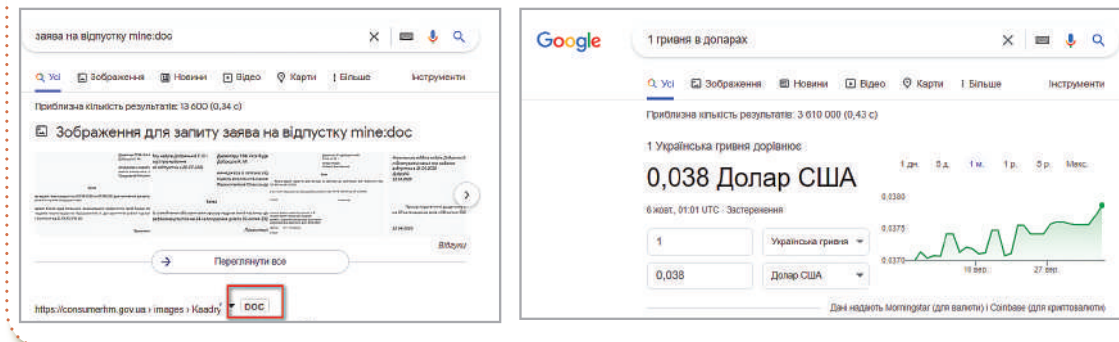 заява на відпустку mine:doc
Усі Зображення Новини Відео Карти Більше Інструменти
Приблизна кількість результатів: 13 600 (0,34 с)
Зображення для запиту заява на відпустку mine:doc
Відгуки
Переглянути все
https://consumerhm.gov.ua › images › Kaadry DOC
Google
1 гривня в доларах
Усі Зображення Новини Відео Карти Більше Інструменти
Приблизна кількість результатів: 3 610 000 (0,43 с)
1 Українська гривня дорівнює
0,038 Долар США
6 жовт., 01:01 UTC · Застереження
1 Українська гривня
0,038 Долар США
1 дн. 5 д. 1 м. 1 р. 5 р. Макс.
0,0380
0,0375
0,0370
19 вер. 27 вер.
Дані надають Morningstar (для валюти) і Coinbase (для криптовалюти)